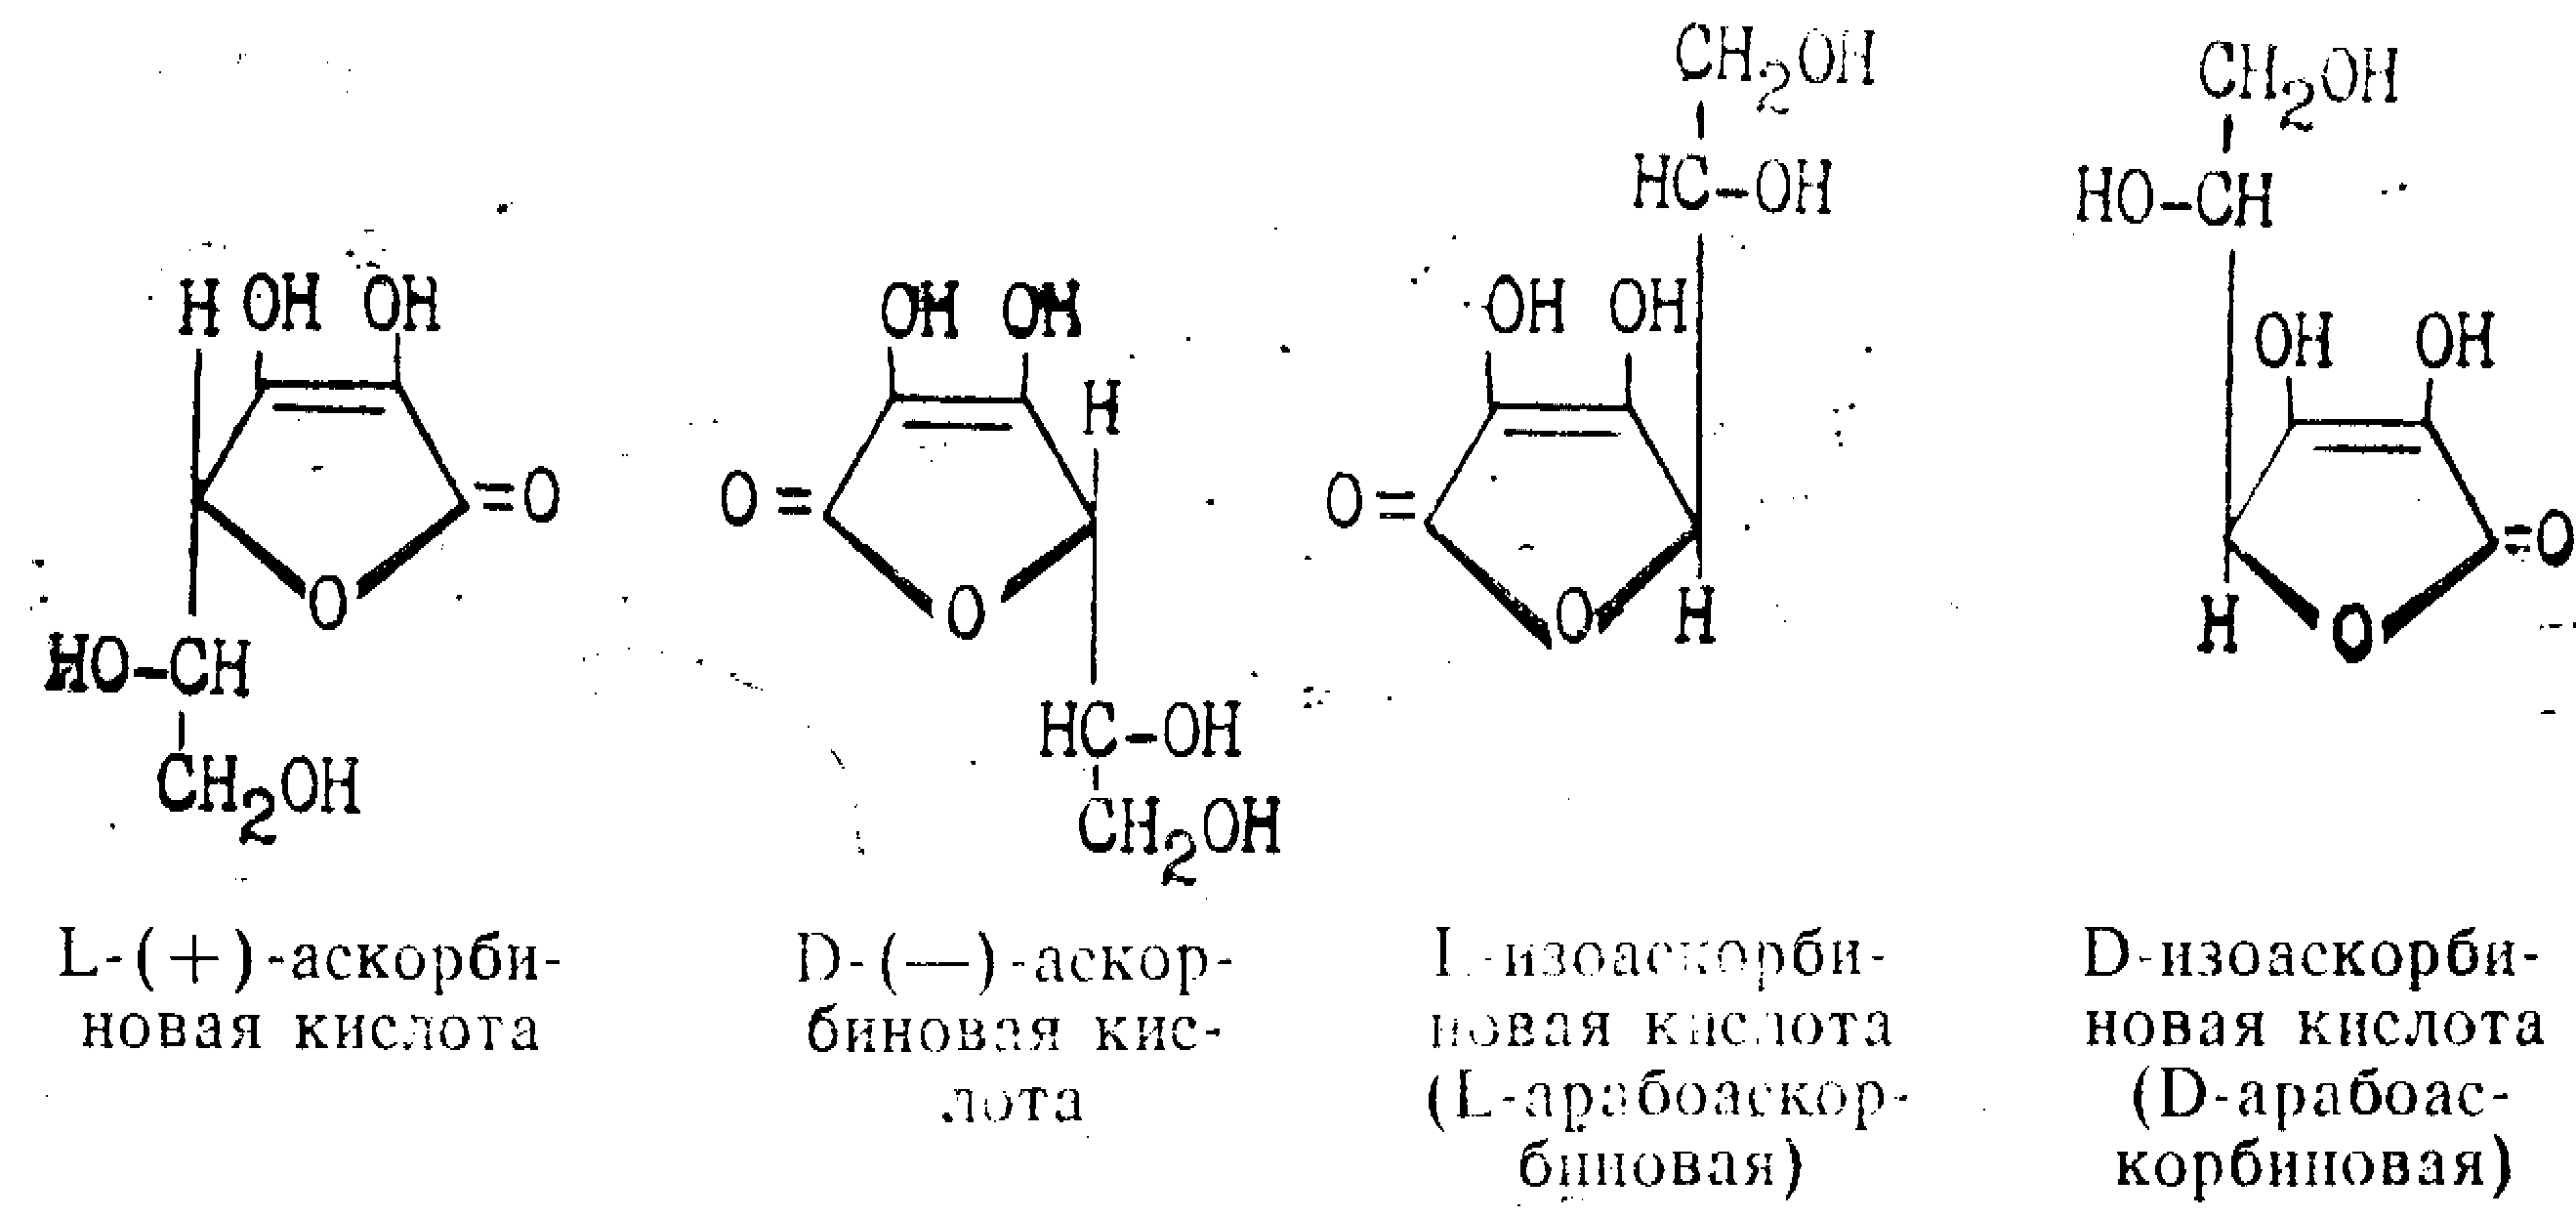 H OH OH
=O
O
HO-CH
CH₂OH
L-(+)-аскорби-
новая кислота
OH OH
H
O=
O
HC-OH
CH₂OH
D-(—)-аскор-
биновая кис-
лота
CH₂OH
HC-OH
OH OH
O=
O
H
L-изоаскорби-
новая кислота
(L-арабоаскор-
биновая)
CH₂OH
HO-CH
OH OH
=O
H
O
D-изоаскорби-
новая кислота
(D-арабоас-
корбиновая)